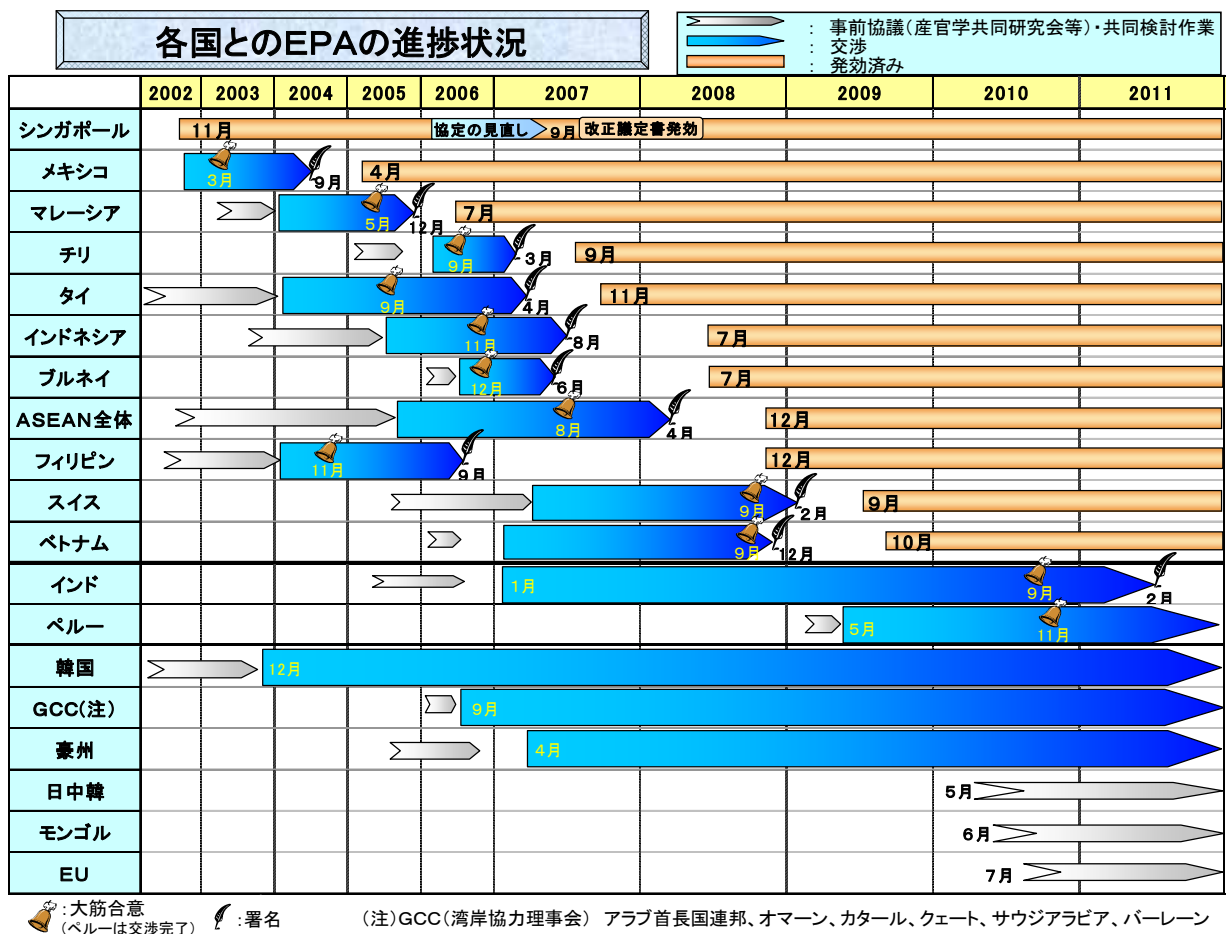 各国とのEPAの進捗状況
: 事前協議(産官学共同研究会等)・共同検討作業
: 交渉
: 発効済み
2002 2003 2004 2005 2006 2007 2008 2009 2010 2011
シンガポール 11月 協定の見直し 9月 改正議定書発効
メキシコ 3月 9月 4月
マレーシア 5月 12月 7月
チリ 9月 3月 9月
タイ 9月 4月 11月
インドネシア 11月 8月 7月
ブルネイ 12月 6月 7月
ASEAN全体 8月 4月 12月
フィリピン 11月 9月 12月
スイス 9月 2月 9月
ベトナム 9月 12月 10月
インド 1月 9月 2月
ペルー 5月 11月
韓国 12月
GCC(注) 9月
豪州 4月
日中韓 5月
モンゴル 6月
EU 7月
:大筋合意
(ペルーは交渉完了)
:署名
(注)GCC(湾岸協力理事会) アラブ首長国連邦、オマーン、カタール、クェート、サウジアラビア、バーレーン